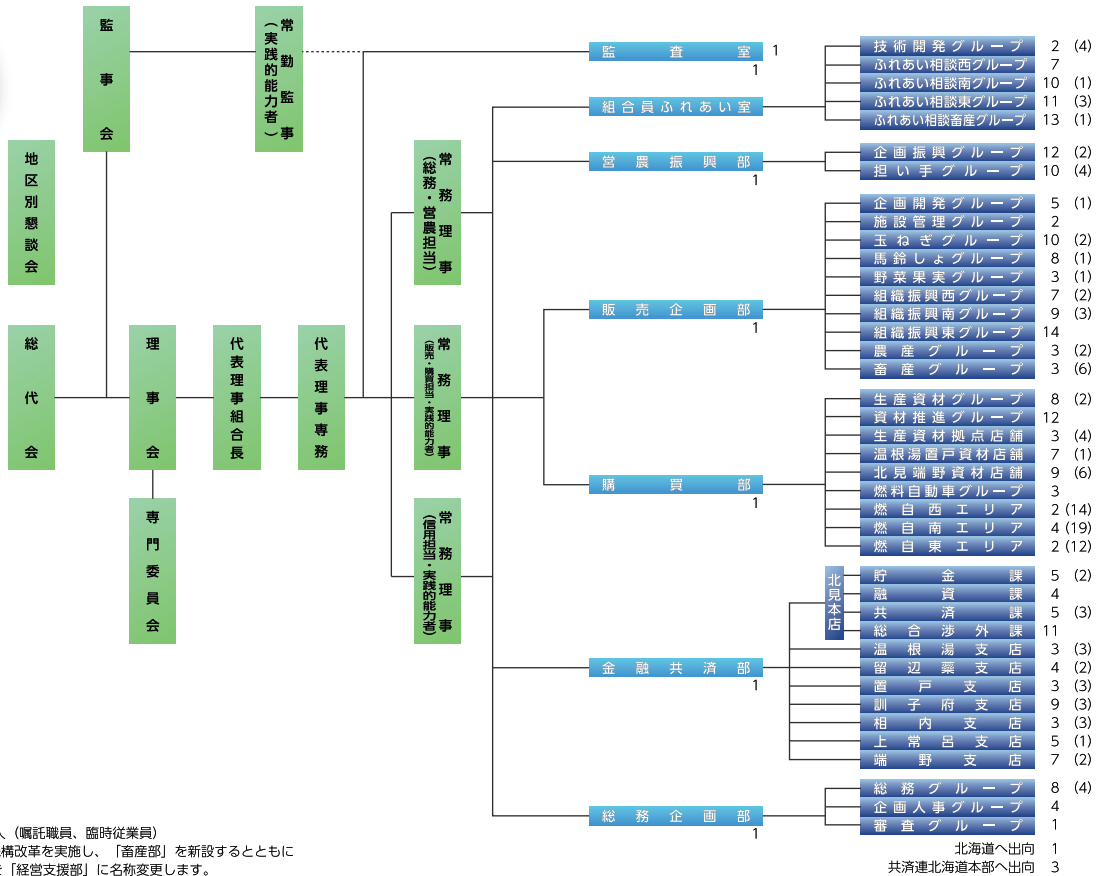 監事会
常勤監事
（実践的能力者）
地区別懇談会
総代会
理事会
専門委員会
代表理事組合長
代表理事専務
常務理事
（総務・営農担当）
常務理事
（販売・購買担当・実践的能力者）
常務理事
（信用担当・実践的能力者）
監査室 1
1
組合員ふれあい室
技術開発グループ 2 (4)
ふれあい相談西グループ 7
ふれあい相談南グループ 10 (1)
ふれあい相談東グループ 11 (3)
ふれあい相談畜産グループ 13 (1)
営農振興部
1
企画振興グループ 12 (2)
担い手グループ 10 (4)
販売企画部
1
企画開発グループ 5 (1)
施設管理グループ 2
玉ねぎグループ 10 (2)
馬鈴しょグループ 8 (1)
野菜果実グループ 3 (1)
組織振興西グループ 7 (2)
組織振興南グループ 9 (3)
組織振興東グループ 14
農産グループ 3 (2)
畜産グループ 3 (6)
購買部
1
生産資材グループ 8 (2)
資材推進グループ 12
生産資材拠点店舗 3 (4)
温根湯置戸資材店舗 7 (1)
北見端野資材店舗 9 (6)
燃料自動車グループ 3
燃自西エリア 2 (14)
燃自南エリア 4 (19)
燃自東エリア 2 (12)
金融共済部
1
北見本店
貯金課 5 (2)
融資課 4
共済課 5 (3)
総合渉外課 11
温根湯支店 3 (3)
留辺蘂支店 4 (2)
置戸支店 3 (3)
訓子府支店 9 (3)
相内支店 3 (3)
上常呂支店 5 (1)
端野支店 7 (2)
総務企画部
1
総務グループ 8 (4)
企画人事グループ 4
審査グループ 1
北海道へ出向 1
共済連北海道本部へ出向 3
人（嘱託職員、臨時従業員）
構改革を実施し、「畜産部」を新設するとともに
「経営支援部」に名称変更します。